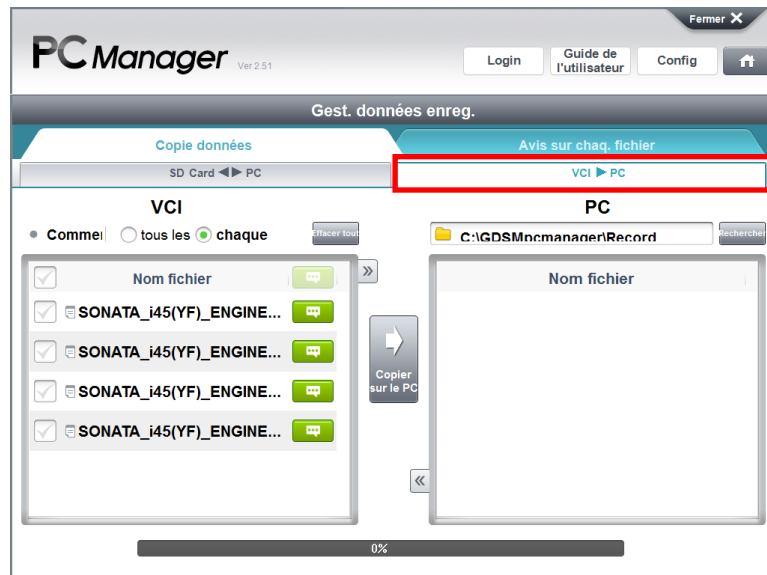 Fermer X
PC Manager Ver 2.51
Login
Guide de
l'utilisateur
Config
Gest. données enreg.
Copie données
Avis sur chaq. fichier
SD Card ◀▶ PC
VCI ▶ PC
VCI
PC
Commei tous les chaque Effacer tout
C:\GDSMpcmanager\Record Rechercher
Nom fichier
Nom fichier
SONATA_i45(YF)_ENGINE...
SONATA_i45(YF)_ENGINE...
SONATA_i45(YF)_ENGINE...
SONATA_i45(YF)_ENGINE...
Copier
sur le PC
0%